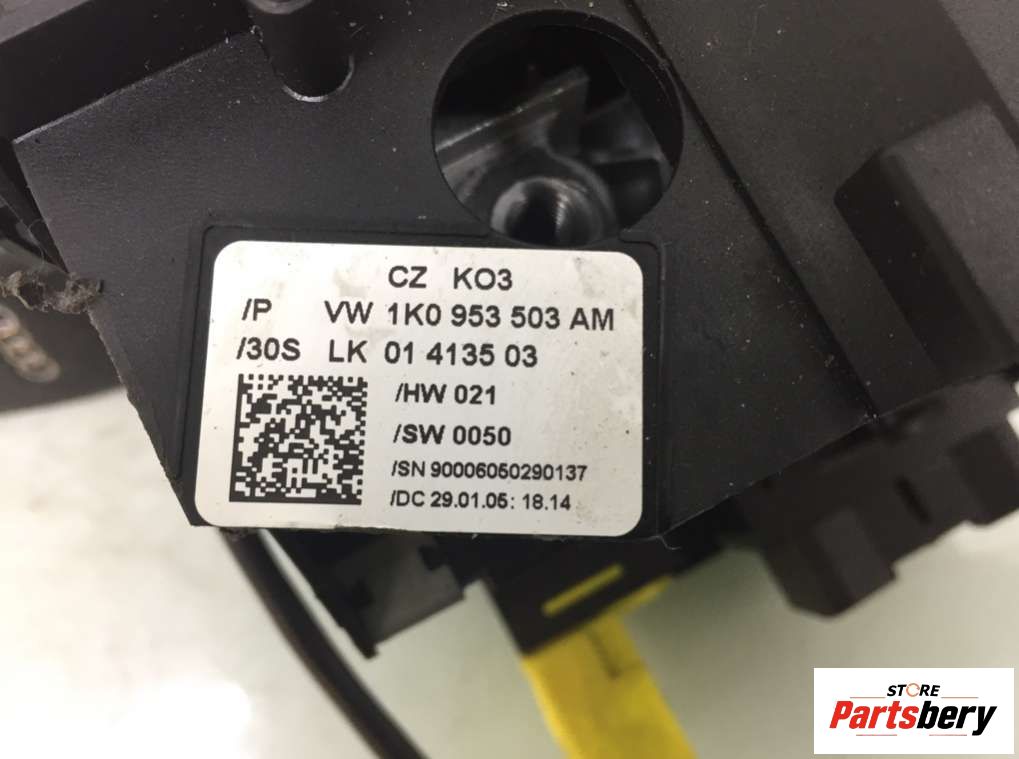 CZ KO3
/P VW 1K0 953 503 AM
/30S LK 01 4135 03
/HW 021
/SW 0050
/SN 90006050290137
/DC 29.01.05: 18.14
STORE
Partsbery